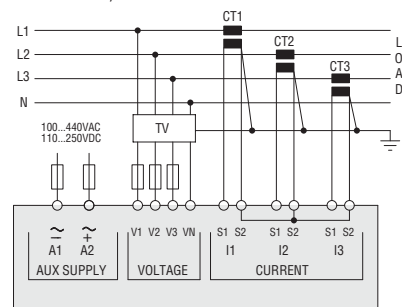 CT1
L1
CT2
L2
CT3
L3
N
LOAD
100...440VAC
110...250VDC
TV
~ +
A1 A2
AUX SUPPLY
V1 V2 V3 VN
VOLTAGE
S1 S2 S1 S2 S1 S2
I1 I2 I3
CURRENT